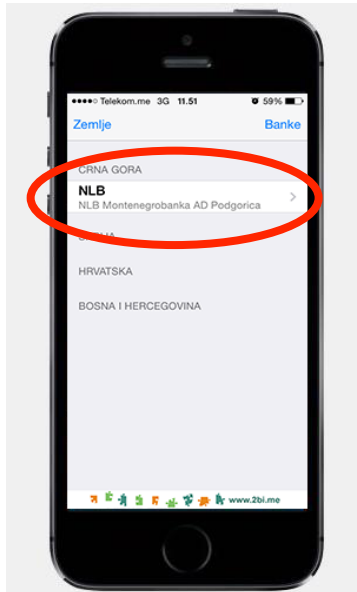 Telekom.me 3G 11.51 59%
Zemlje Banke
CRNA GORA
NLB
NLB Montenegrobanka AD Podgorica
HRVATSKA
BOSNA I HERCEGOVINA
www.2bi.me